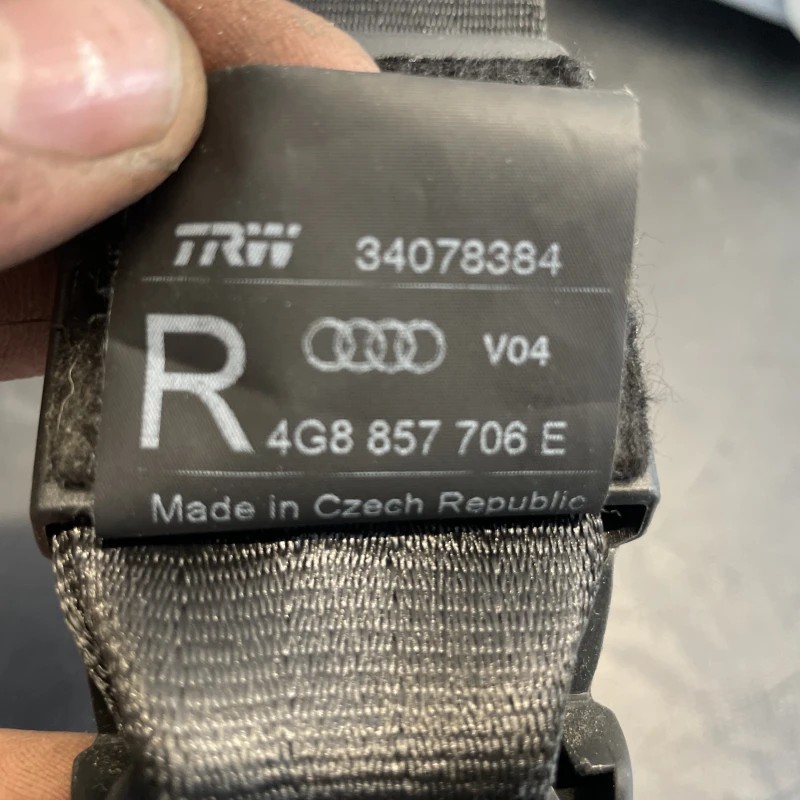 TRW 34078384
R V04
4G8 857 706 E
Made in Czech Republic